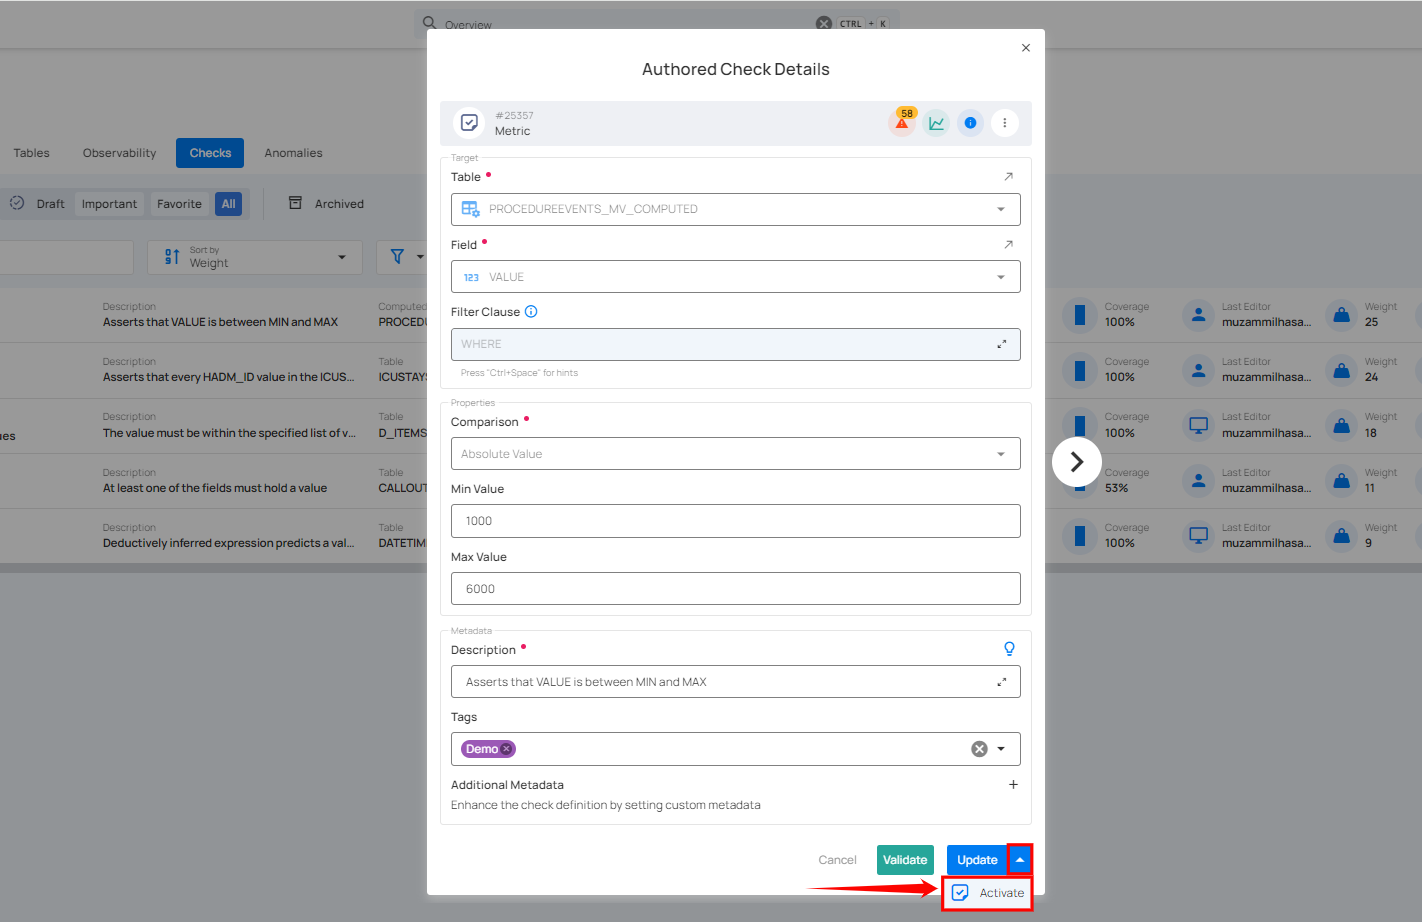 Overview
CTRL + K
Authored Check Details
#25357
Metric
58
Tables
Observability
Checks
Anomalies
Draft
Important
Favorite
All
Archived
Sort by
Weight
Target
Table
PROCEDUREEVENTS_MV_COMPUTED
Field
123 VALUE
Filter Clause
WHERE
Press "Ctrl+Space" for hints
Properties
Comparison
Absolute Value
Min Value
1000
Max Value
6000
Metadata
Description
Asserts that VALUE is between MIN and MAX
Tags
Demo
Additional Metadata
Enhance the check definition by setting custom metadata
Cancel
Validate
Update
Activate
Description
Asserts that VALUE is between MIN and MAX
Computed
PROCEDU
Coverage
100%
Last Editor
muzammilhasa...
Weight
25
Description
Asserts that every HADM_ID value in the ICUS...
Table
ICUSTAYS
Coverage
100%
Last Editor
muzammilhasa...
Weight
24
ues
Description
The value must be within the specified list of v...
Table
D_ITEMS
Coverage
100%
Last Editor
muzammilhasa...
Weight
18
Description
At least one of the fields must hold a value
Table
CALLOUT
Coverage
53%
Last Editor
muzammilhasa...
Weight
11
Description
Deductively inferred expression predicts a val...
Table
DATETIM
Coverage
100%
Last Editor
muzammilhasa...
Weight
9